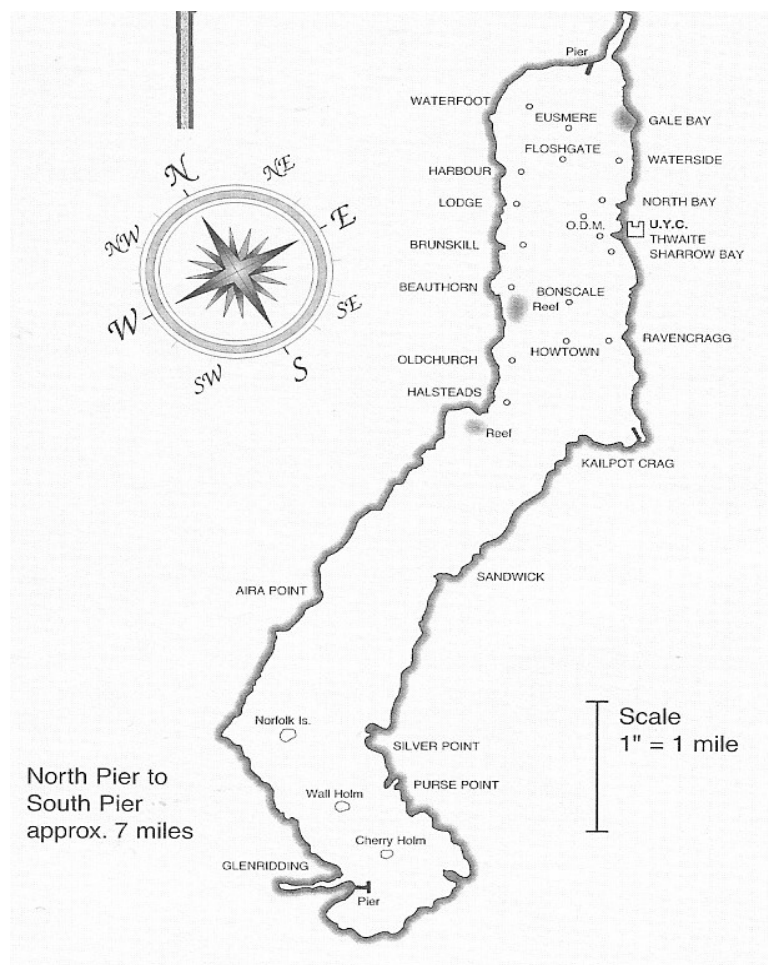 Pier
WATERFOOT
EUSMERE
GALE BAY
FLOSHGATE
WATERSIDE
HARBOUR
LODGE
NORTH BAY
O.D.M.
U.Y.C.
THWAITE
BRUNSKILL
SHARROW BAY
BEAUTHORN
BONSCALE
Reef
RAVENCRAGG
HOWTOWN
OLDCHURCH
HALSTEADS
Reef
KAILPOT CRAG
N
NE
E
SE
S
SW
W
NW
SANDWICK
AIRA POINT
Norfolk Is.
SILVER POINT
PURSE POINT
Wall Holm
Cherry Holm
GLENRIDDING
Pier
Scale
1" = 1 mile
North Pier to
South Pier
approx. 7 miles